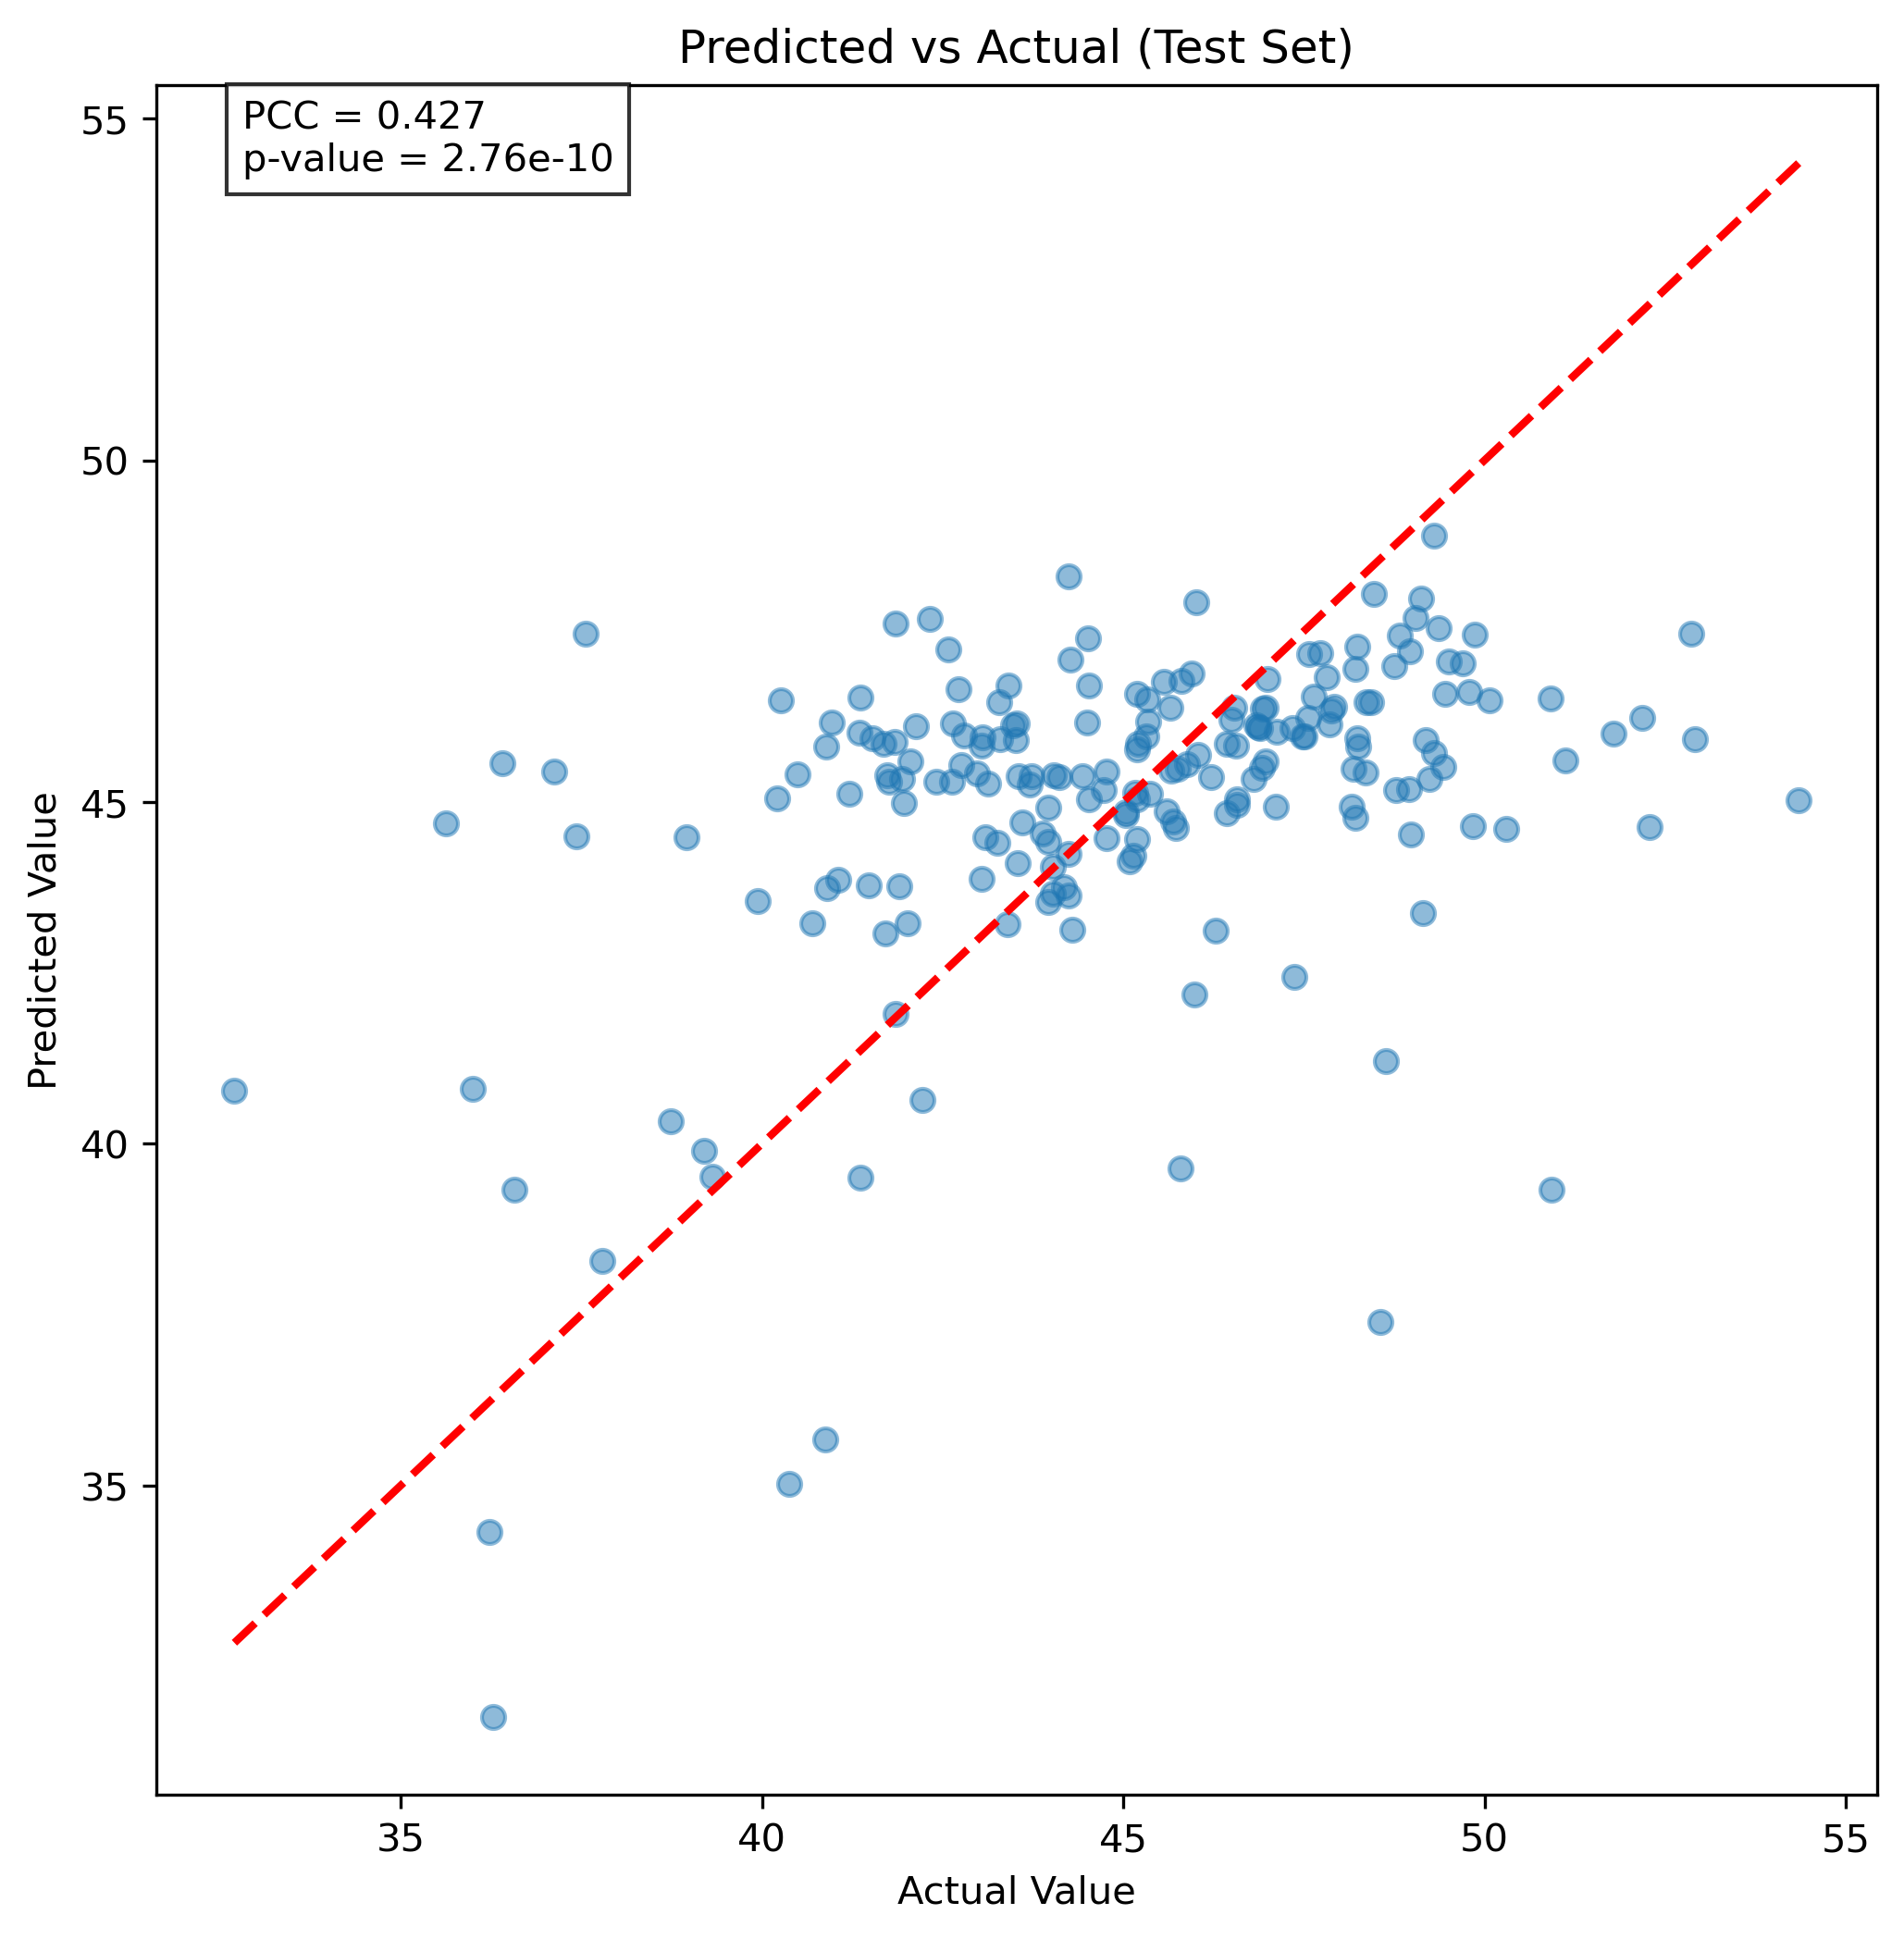 Predicted vs Actual (Test Set)
PCC = 0.427
p-value = 2.76e-10
55
50
45
40
35
Predicted Value
35
40
45
50
55
Actual Value